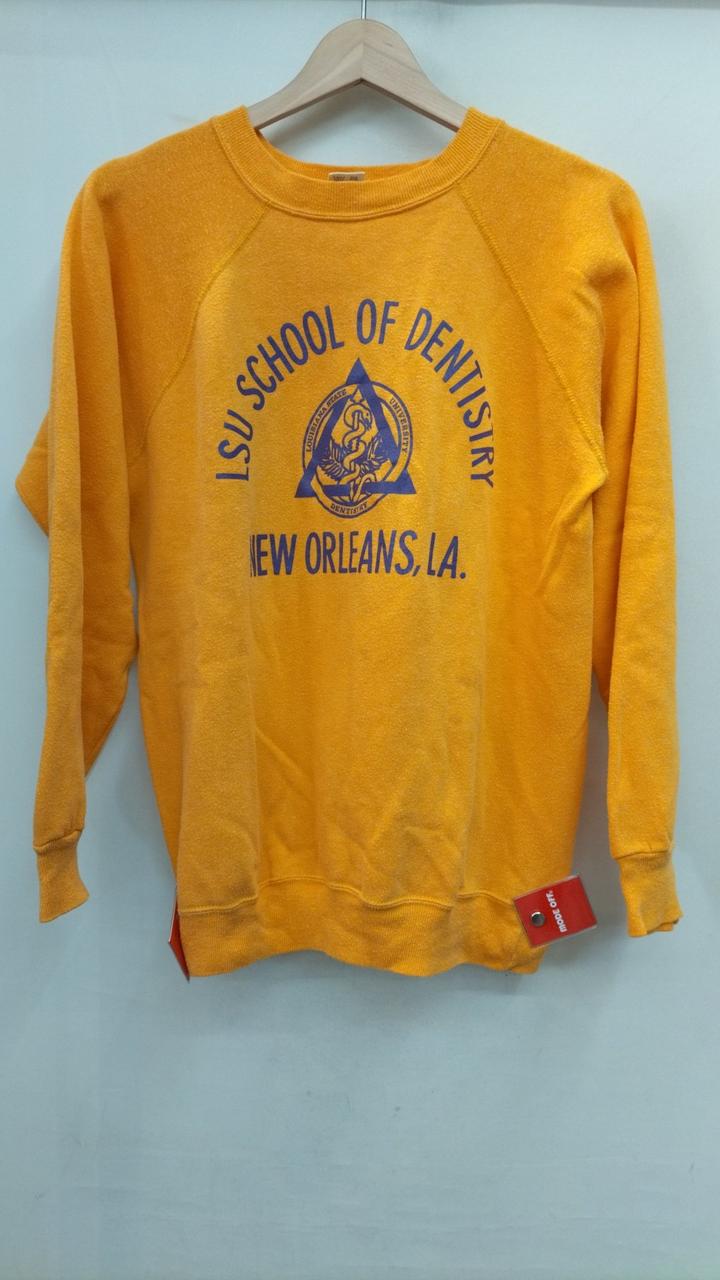 LSU SCHOOL OF DENTISTRY
LOUISIANA STATE UNIVERSITY
DENTISTRY
NEW ORLEANS, LA.
MODE OFF.